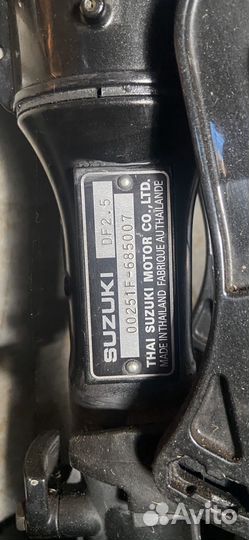 SUZUKI DF2.5
00251F-685007
THAI SUZUKI MOTOR CO.,LTD.
MADE IN THAILAND FABRIQUE AU THAILANDE
Avito